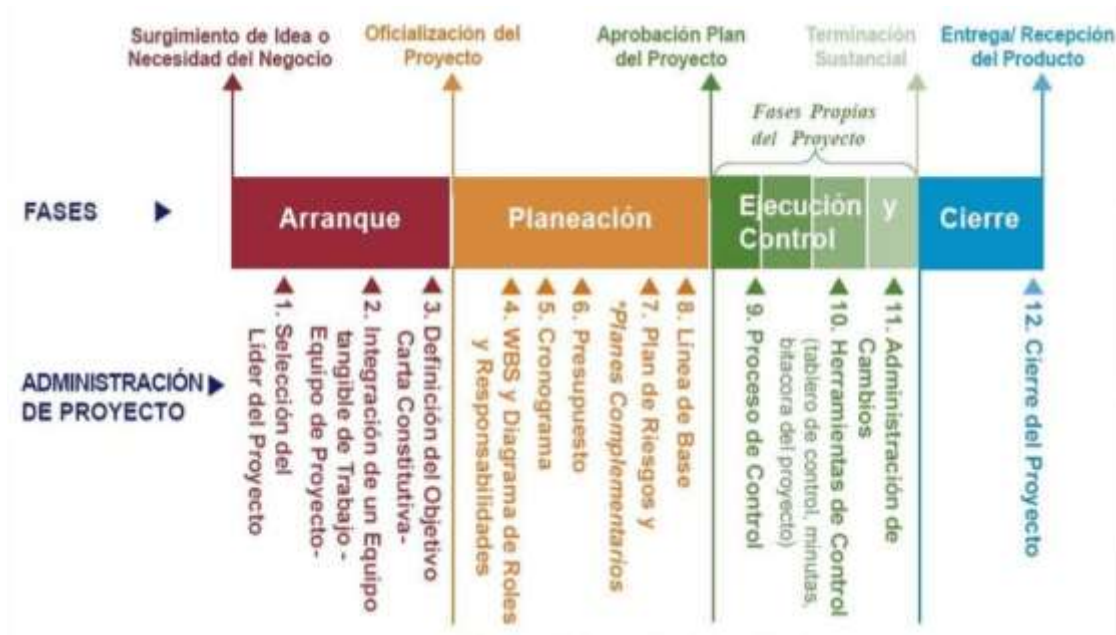 Surgimiento de Idea o
Necesidad del Negocio
Oficialización del
Proyecto
Aprobación Plan
del Proyecto
Terminación
Sustancial
Entrega/ Recepción
del Producto
Fases Propias
del Proyecto
FASES
Arranque
Planeación
Ejecución y
Control
Cierre
ADMINISTRACIÓN
DE PROYECTO
1. Selección del
Líder del Proyecto
2. Integración de un Equipo
tangible de Trabajo -
Equipo de Proyecto-
3. Definición del Objetivo
Carta Constitutiva-
4. WBS y Diagrama de Roles
y Responsabilidades
5. Cronograma
6. Presupuesto
7. Plan de Riesgos y
*Planes Complementarios
8. Línea de Base
9. Proceso de Control
10. Herramientas de Control
(tablero de control, minutas,
bitacora del proyecto)
11. Administración de
Cambios
12. Cierre del Proyecto